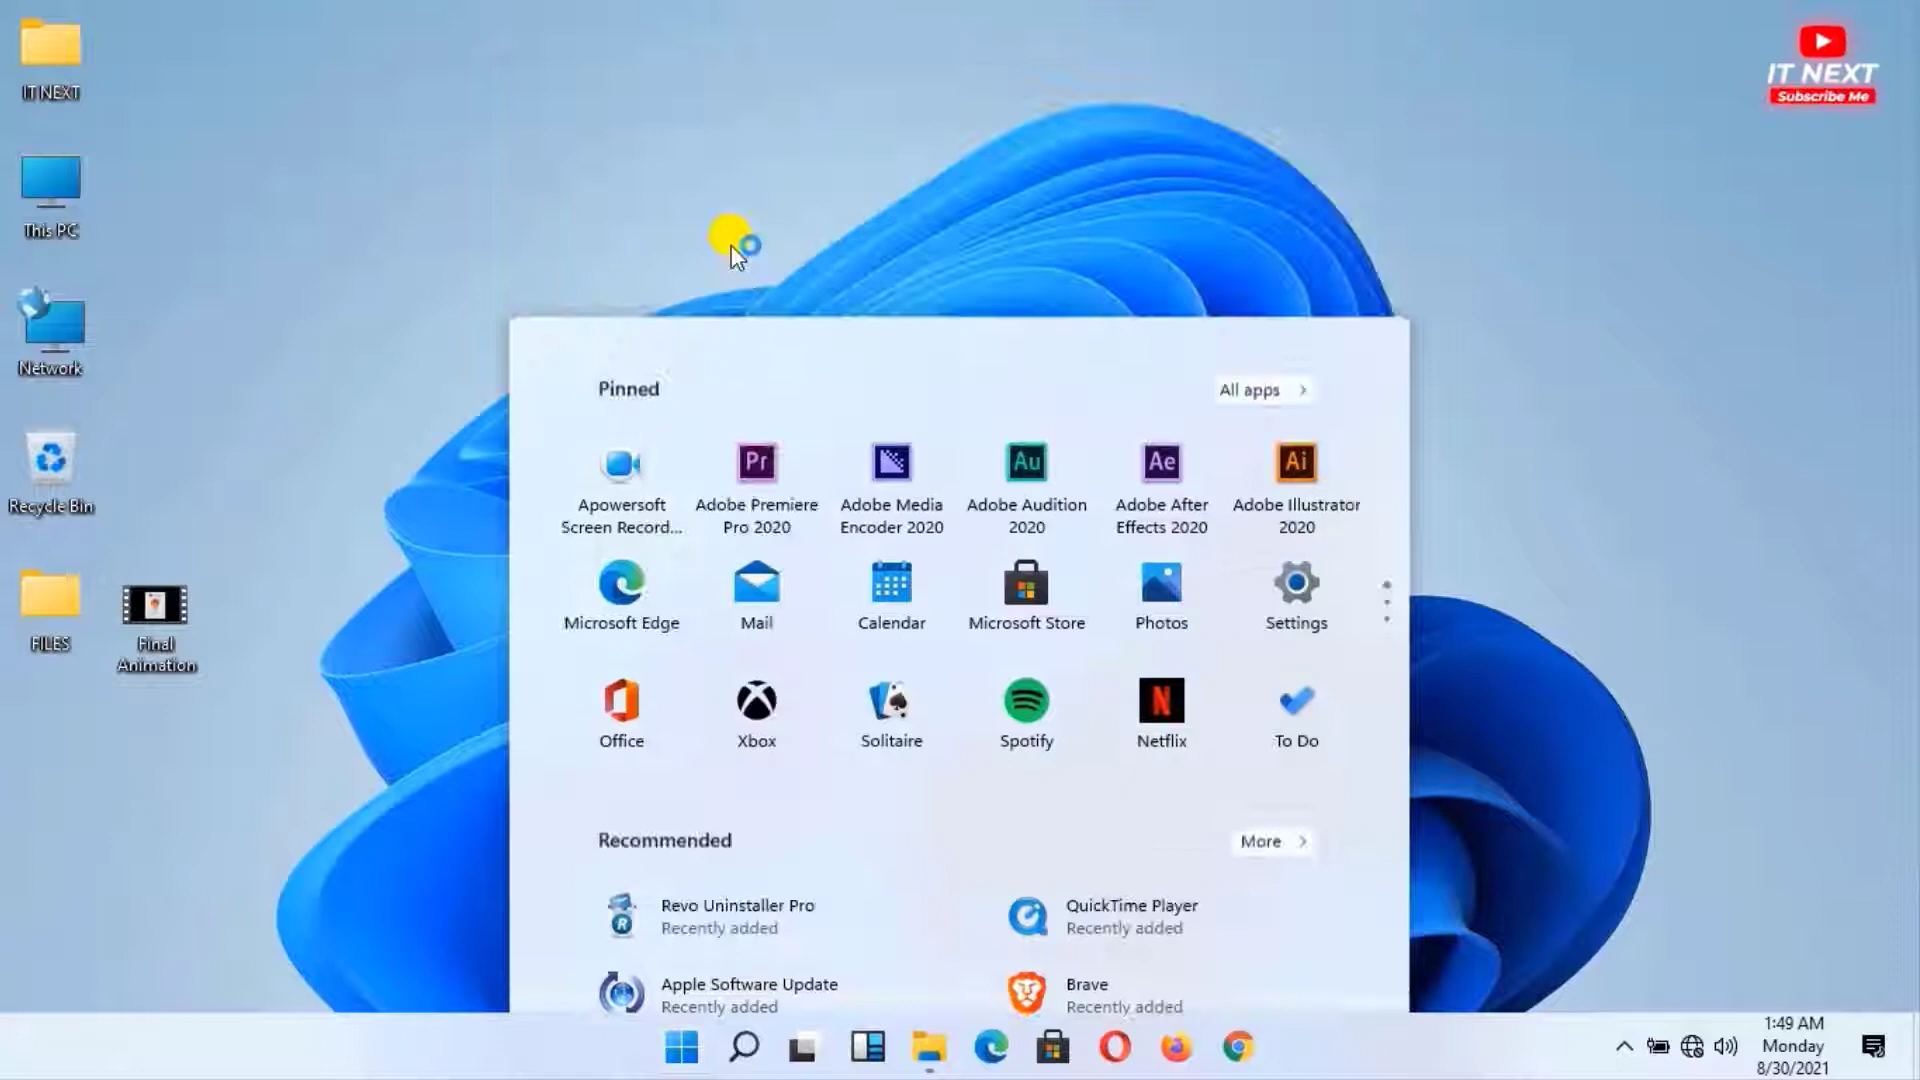 IT NEXT
IT NEXT
Subscribe Me
This PC
Network
Recycle Bin
FILES
Final
Animation
Pinned
All apps
Pr
Au
Ae
Ai
Apowersoft
Screen Record...
Adobe Premiere
Pro 2020
Adobe Media
Encoder 2020
Adobe Audition
2020
Adobe After
Effects 2020
Adobe Illustrator
2020
Microsoft Edge
Mail
Calendar
Microsoft Store
Photos
Settings
N
Office
Xbox
Solitaire
Spotify
Netflix
To Do
Recommended
More
R
Revo Uninstaller Pro
Recently added
QuickTime Player
Recently added
Apple Software Update
Recently added
Brave
Recently added
1:49 AM
Monday
8/30/2021